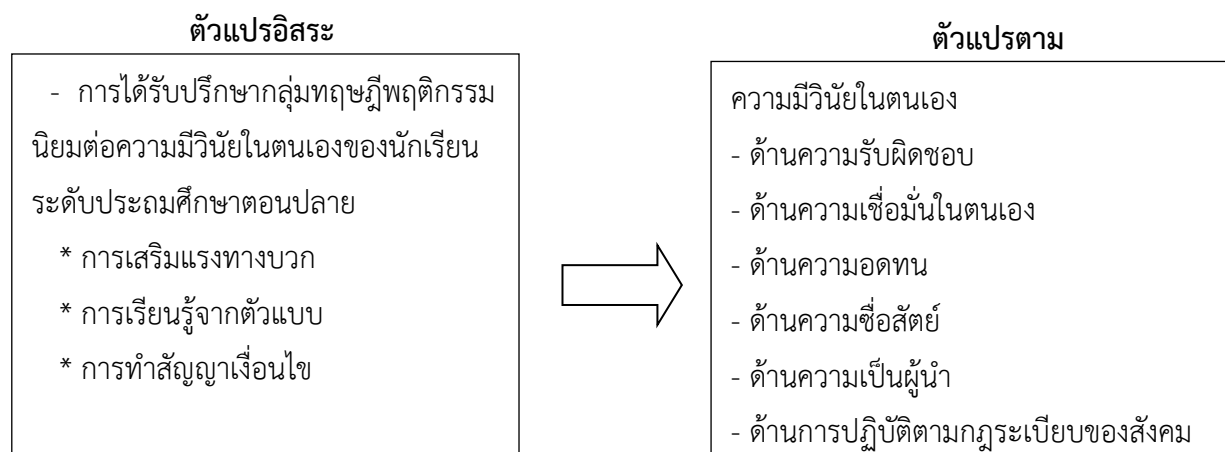 ตัวแปรอิสระ
- การได้รับปรึกษากลุ่มทฤษฎีพฤติกรรม
นิยมต่อความมีวินัยในตนเองของนักเรียน
ระดับประถมศึกษาตอนปลาย
* การเสริมแรงทางบวก
* การเรียนรู้จากตัวแบบ
* การทำสัญญาเงื่อนไข
ตัวแปรตาม
ความมีวินัยในตนเอง
- ด้านความรับผิดชอบ
- ด้านความเชื่อมั่นในตนเอง
- ด้านความอดทน
- ด้านความซื่อสัตย์
- ด้านความเป็นผู้นำ
- ด้านการปฏิบัติตามกฎระเบียบของสังคม